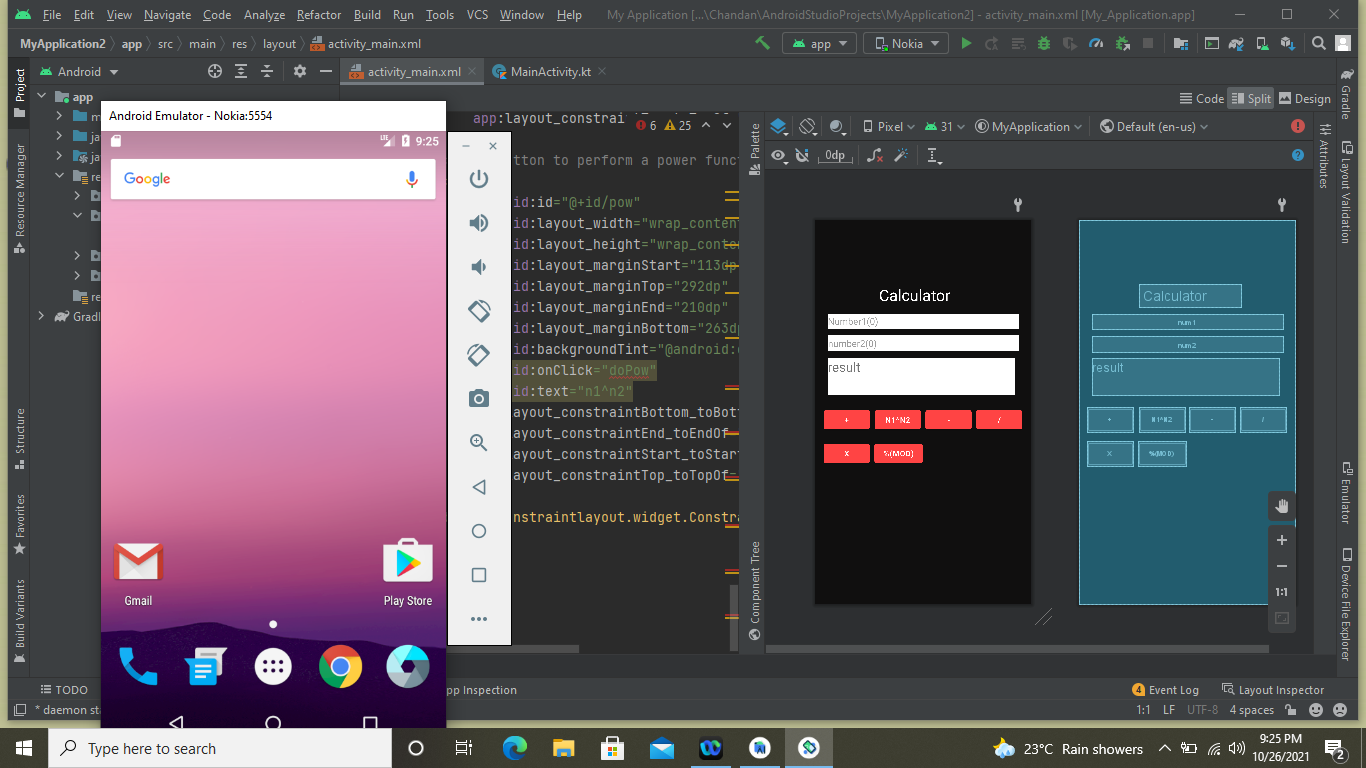 File Edit View Navigate Code Analyze Refactor Build Run Tools VCS Window Help My Application [...\Chandan\AndroidStudioProjects\MyApplication2] - activity_main.xml [My_Application.app]
MyApplication2 app src main res layout activity_main.xml
app Nokia
Project
Android
activity_main.xml
MainActivity.kt
Gradle
app
Code Split Design
Android Emulator - Nokia:5554
LTE 9:25
Google
Gmail
Play Store
Resource Manager
Structure
Favorites
Build Variants
Gradl
app:layout_constrai
6 25
tton to perform a power funct
id:id="@+id/pow"
id:layout_width="wrap_conten
id:layout_height="wrap_conte
id:layout_marginStart="113dp
id:layout_marginTop="292dp"
id:layout_marginEnd="210dp"
id:layout_marginBottom="263dp
id:backgroundTint="@android:
id:onClick="doPow"
id:text="n1^n2"
ayout_constraintBottom_toBott
ayout_constraintEnd_toEndOf
ayout_constraintStart_toStart
ayout_constraintTop_toTopOf=
nstraintlayout.widget.Constra
Palette
Component Tree
Pixel 31 MyApplication Default (en-us)
0dp
Calculator
Number1(0)
number2(0)
result
+ N1^N2 - /
X %(MOD)
Calculator
num1
num2
result
+ N1^N2 - /
X %(MOD)
1:1
Attributes
Layout Validation
Emulator
Device File Explorer
TODO
pp Inspection
4 Event Log
Layout Inspector
* daemon sta
1:1 LF UTF-8 4 spaces
Type here to search
23°C Rain showers
9:25 PM
10/26/2021
2